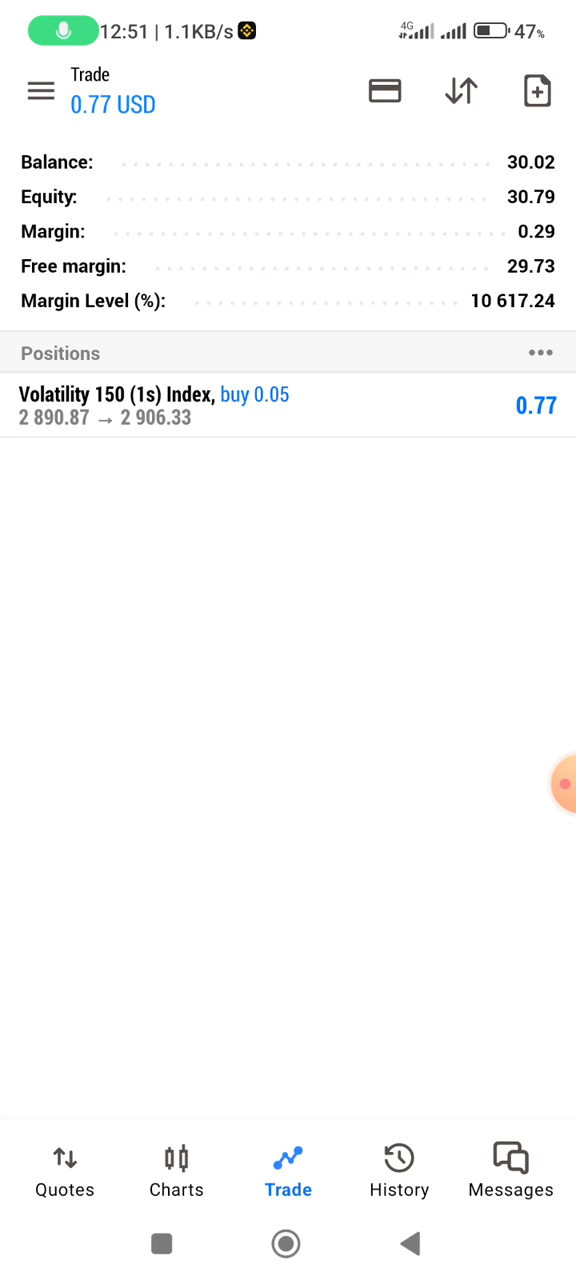 12:51 | 1.1KB/s 4G 47%
Trade
0.77 USD
Balance: 30.02
Equity: 30.79
Margin: 0.29
Free margin: 29.73
Margin Level (%): 10 617.24
Positions
Volatility 150 (1s) Index, buy 0.05 0.77
2 890.87 → 2 906.33
Quotes Charts Trade History Messages